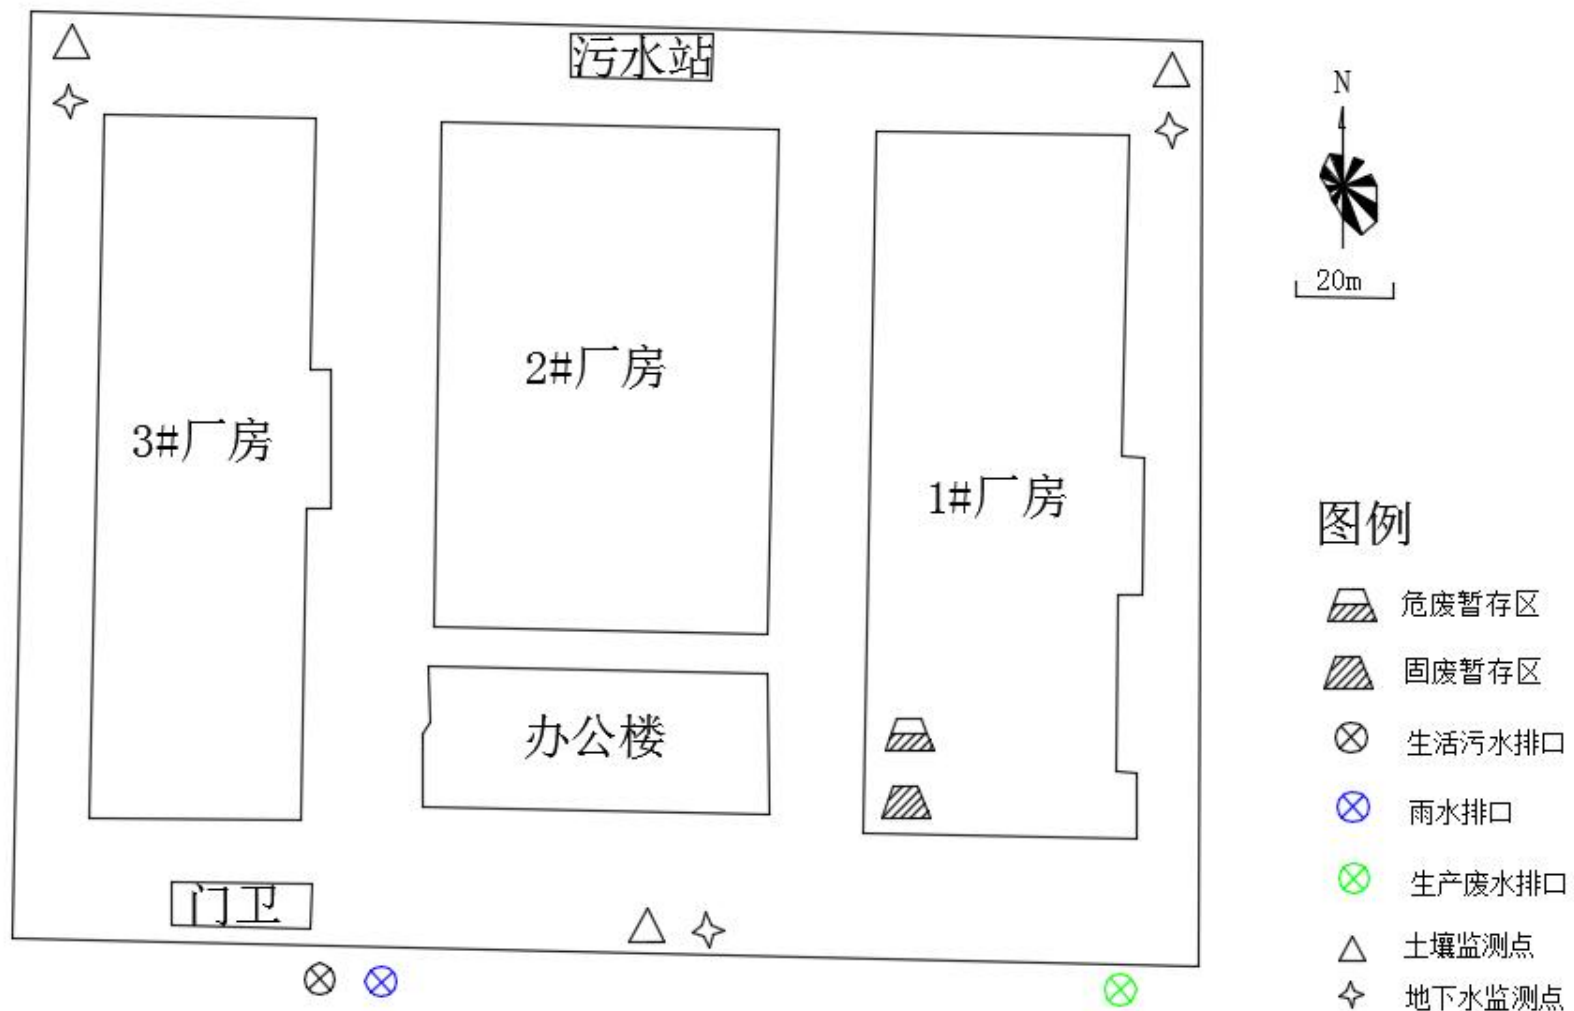 污水站
N
20m
2#厂房
3#厂房
1#厂房
办公楼
门卫
图例
危废暂存区
固废暂存区
生活污水排口
雨水排口
生产废水排口
土壤监测点
地下水监测点